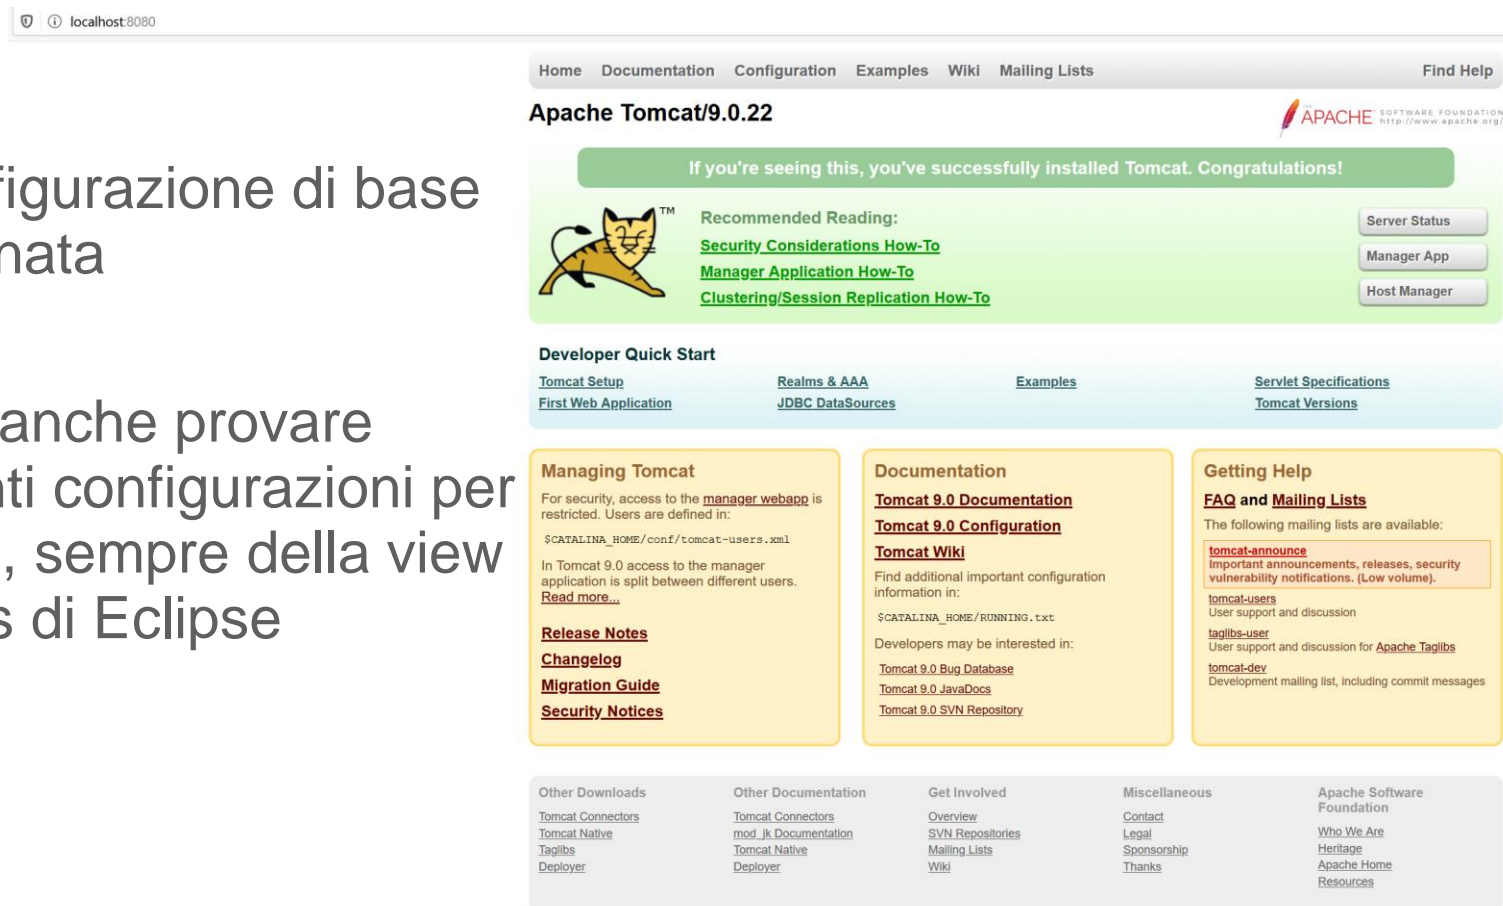 localhost:8080
figurazione di base
nata
anche provare
nti configurazioni per
, sempre della view
s di Eclipse
Home Documentation Configuration Examples Wiki Mailing Lists Find Help
Apache Tomcat/9.0.22
THE APACHE SOFTWARE FOUNDATION
http://www.apache.org/
If you're seeing this, you've successfully installed Tomcat. Congratulations!
TM
Recommended Reading:
Security Considerations How-To
Manager Application How-To
Clustering/Session Replication How-To
Server Status
Manager App
Host Manager
Developer Quick Start
Tomcat Setup
First Web Application
Realms & AAA
JDBC DataSources
Examples
Servlet Specifications
Tomcat Versions
Managing Tomcat
For security, access to the manager webapp is
restricted. Users are defined in:
$CATALINA_HOME/conf/tomcat-users.xml
In Tomcat 9.0 access to the manager
application is split between different users.
Read more...
Release Notes
Changelog
Migration Guide
Security Notices
Documentation
Tomcat 9.0 Documentation
Tomcat 9.0 Configuration
Tomcat Wiki
Find additional important configuration
information in:
$CATALINA_HOME/RUNNING.txt
Developers may be interested in:
Tomcat 9.0 Bug Database
Tomcat 9.0 JavaDocs
Tomcat 9.0 SVN Repository
Getting Help
FAQ and Mailing Lists
The following mailing lists are available:
tomcat-announce
Important announcements, releases, security
vulnerability notifications. (Low volume).
tomcat-users
User support and discussion
taglibs-user
User support and discussion for Apache Taglibs
tomcat-dev
Development mailing list, including commit messages
Other Downloads
Tomcat Connectors
Tomcat Native
Taglibs
Deployer
Other Documentation
Tomcat Connectors
mod_jk Documentation
Tomcat Native
Deployer
Get Involved
Overview
SVN Repositories
Mailing Lists
Wiki
Miscellaneous
Contact
Legal
Sponsorship
Thanks
Apache Software
Foundation
Who We Are
Heritage
Apache Home
Resources